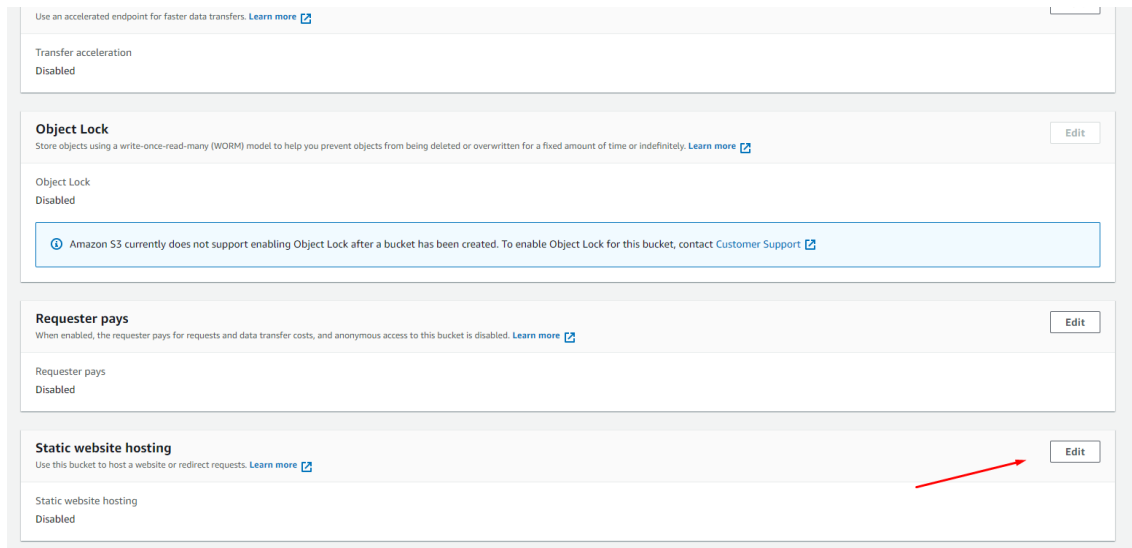 Use an accelerated endpoint for faster data transfers. Learn more
Transfer acceleration
Disabled
Object Lock
Edit
Store objects using a write-once-read-many (WORM) model to help you prevent objects from being deleted or overwritten for a fixed amount of time or indefinitely. Learn more
Object Lock
Disabled
Amazon S3 currently does not support enabling Object Lock after a bucket has been created. To enable Object Lock for this bucket, contact Customer Support
Requester pays
Edit
When enabled, the requester pays for requests and data transfer costs, and anonymous access to this bucket is disabled. Learn more
Requester pays
Disabled
Static website hosting
Edit
Use this bucket to host a website or redirect requests. Learn more
Static website hosting
Disabled